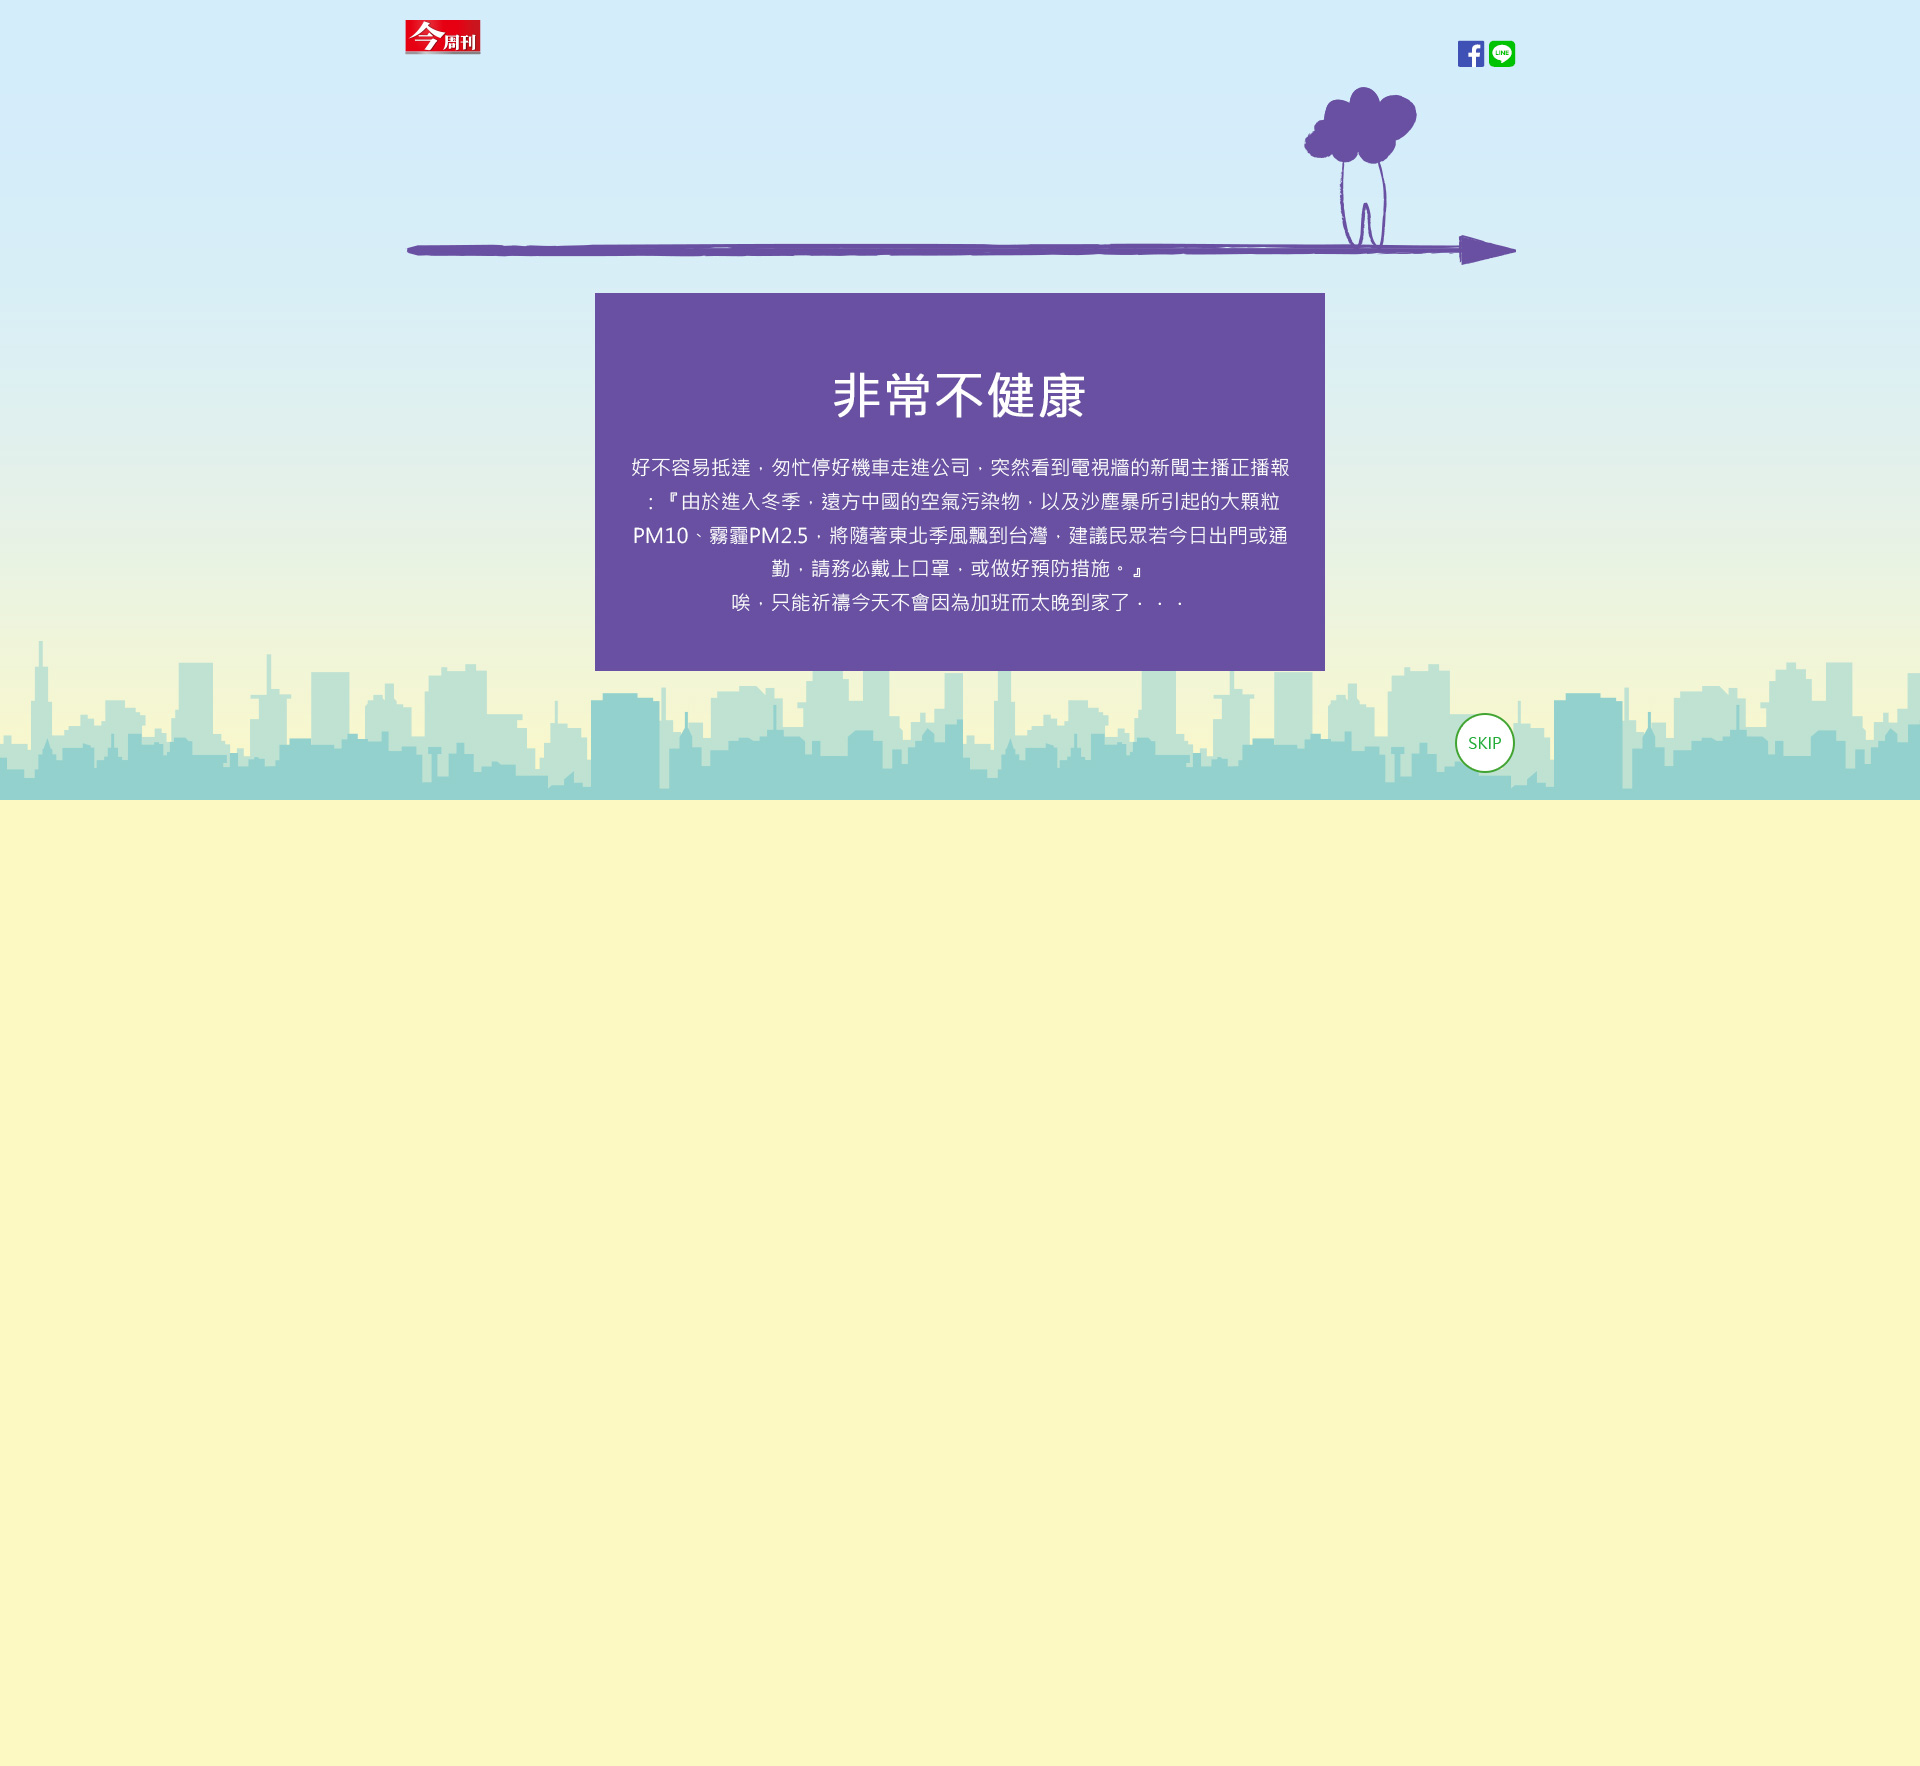 今周刊
LINE
非常不健康
好不容易抵達，匆忙停好機車走進公司，突然看到電視牆的新聞主播正播報
：『由於進入冬季，遠方中國的空氣污染物，以及沙塵暴所引起的大顆粒
PM10、霧霾PM2.5，將隨著東北季風飄到台灣，建議民眾若今日出門或通
勤，請務必戴上口罩，或做好預防措施。』
唉，只能祈禱今天不會因為加班而太晚到家了．．．
SKIP